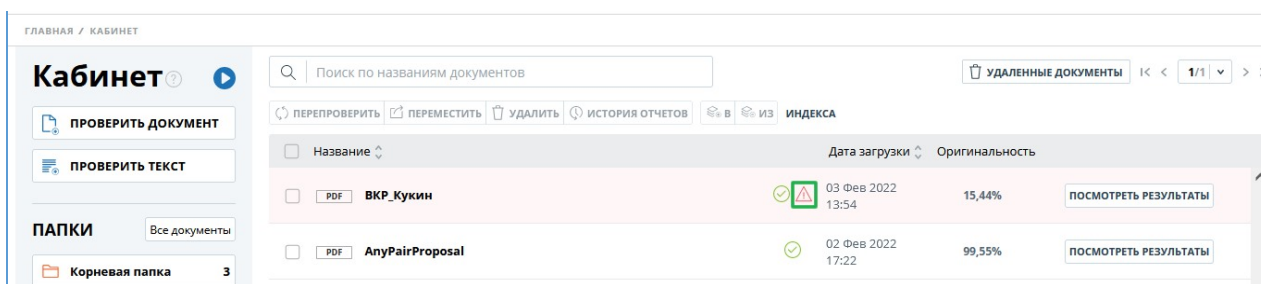 ГЛАВНАЯ / КАБИНЕТ
Кабинет ?
Поиск по названиям документов
УДАЛЕННЫЕ ДОКУМЕНТЫ |< < 1/1 >
ПРОВЕРИТЬ ДОКУМЕНТ
ПЕРЕПРОВЕРИТЬ ПЕРЕМЕСТИТЬ УДАЛИТЬ ИСТОРИЯ ОТЧЕТОВ В ИЗ ИНДЕКСА
ПРОВЕРИТЬ ТЕКСТ
Название Дата загрузки Оригинальность
PDF ВКР_Кукин 03 Фев 2022 15,44% ПОСМОТРЕТЬ РЕЗУЛЬТАТЫ
13:54
ПАПКИ Все документы
PDF AnyPairProposal 02 Фев 2022 99,55% ПОСМОТРЕТЬ РЕЗУЛЬТАТЫ
17:22
Корневая папка 3